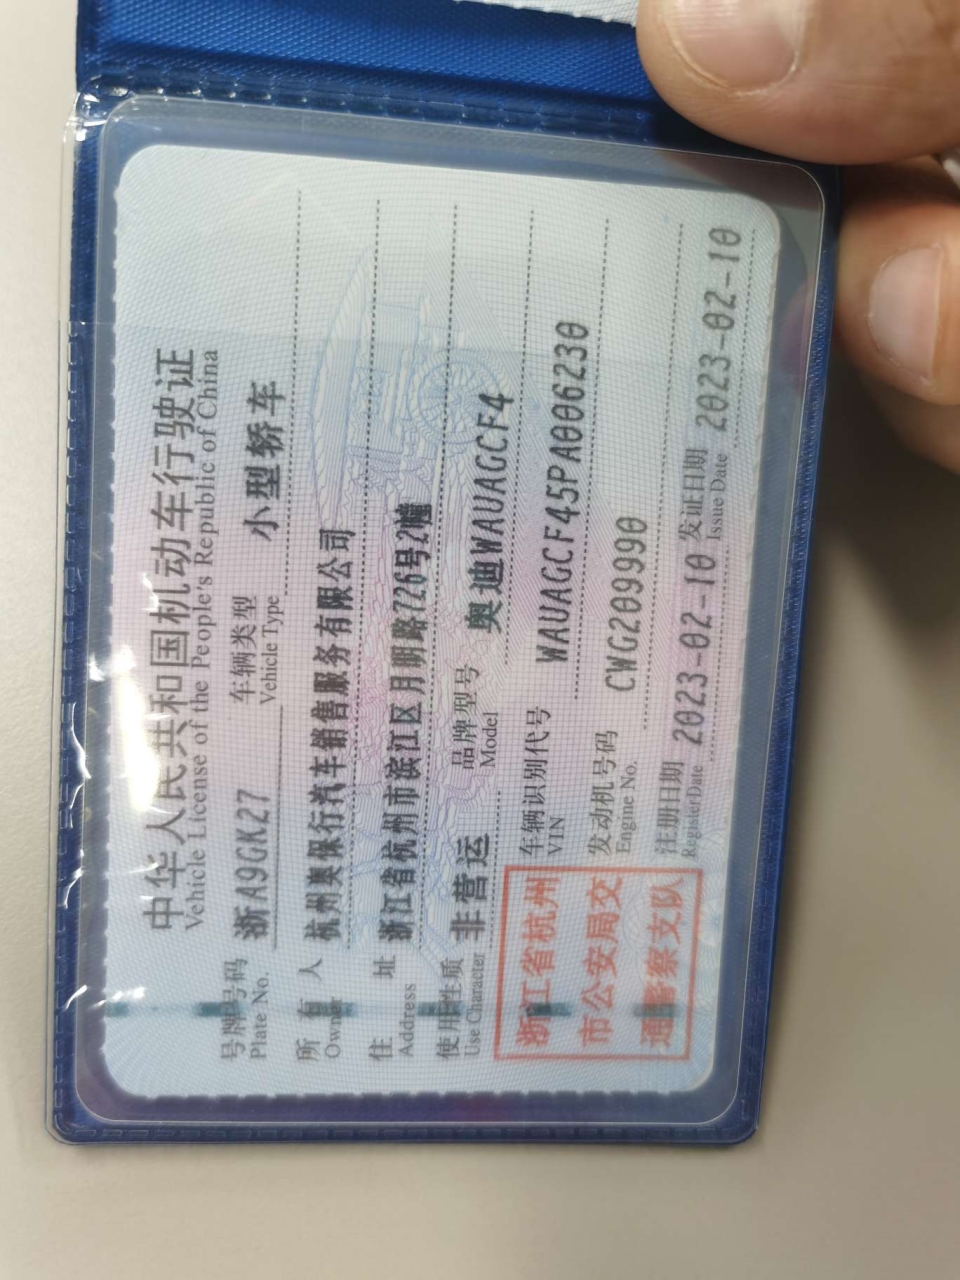 中华人民共和国机动车行驶证
Vehicle License of the People's Republic of China
号牌号码 Plate No. 浙A9GK27 车辆类型 Vehicle Type 小型轿车
所有人 Owner 杭州奥保行汽车销售服务有限公司
住址 Address 浙江省杭州市滨江区月明路726号2幢
使用性质 Use Character 非营运 品牌型号 Model 奥迪WAUAGCF4
浙江省杭州市公安局交通警察支队
车辆识别代号 VIN WAUAGCF45PA006230
发动机号码 Engine No. CWG209990
注册日期 Register Date 2023-02-10 发证日期 Issue Date 2023-02-10